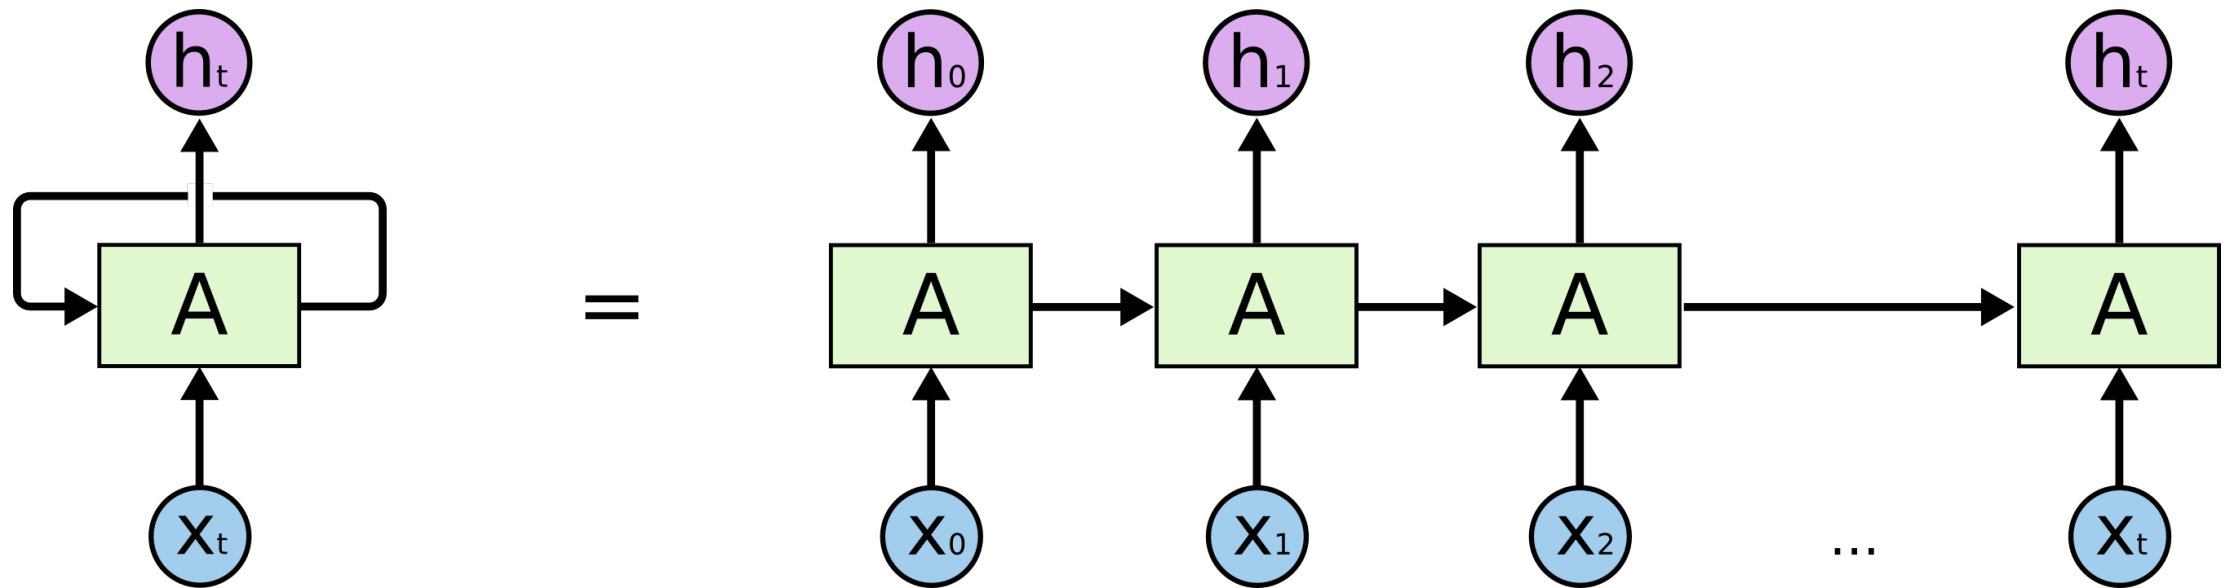 hₜ h₀ h₁ h₂ hₜ
A = A A A A
xₜ x₀ x₁ x₂ ... xₜ